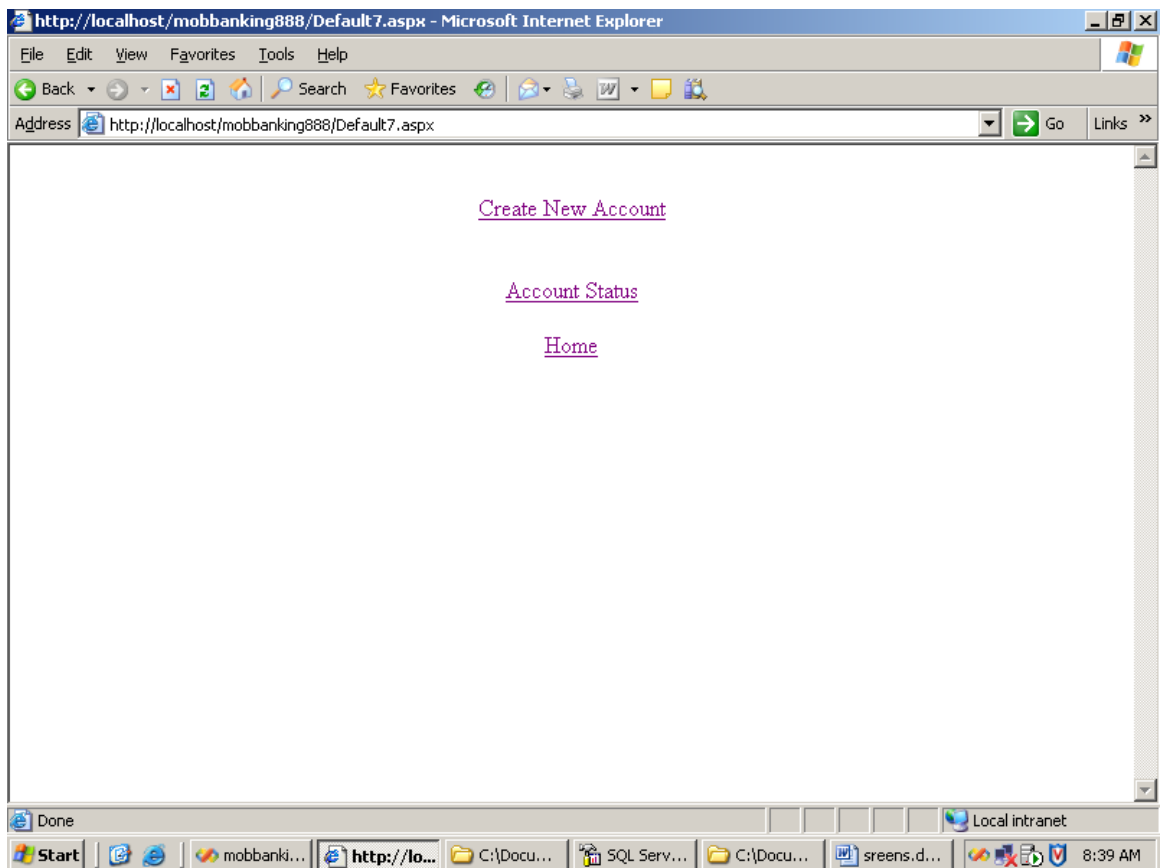 http://localhost/mobbanking888/Default7.aspx - Microsoft Internet Explorer
File Edit View Favorites Tools Help
Back Search Favorites
Address http://localhost/mobbanking888/Default7.aspx Go Links »
Create New Account
Account Status
Home
Done Local intranet
Start mobbanki... http://lo... C:\Docu... SQL Serv... C:\Docu... sreens.d... 8:39 AM